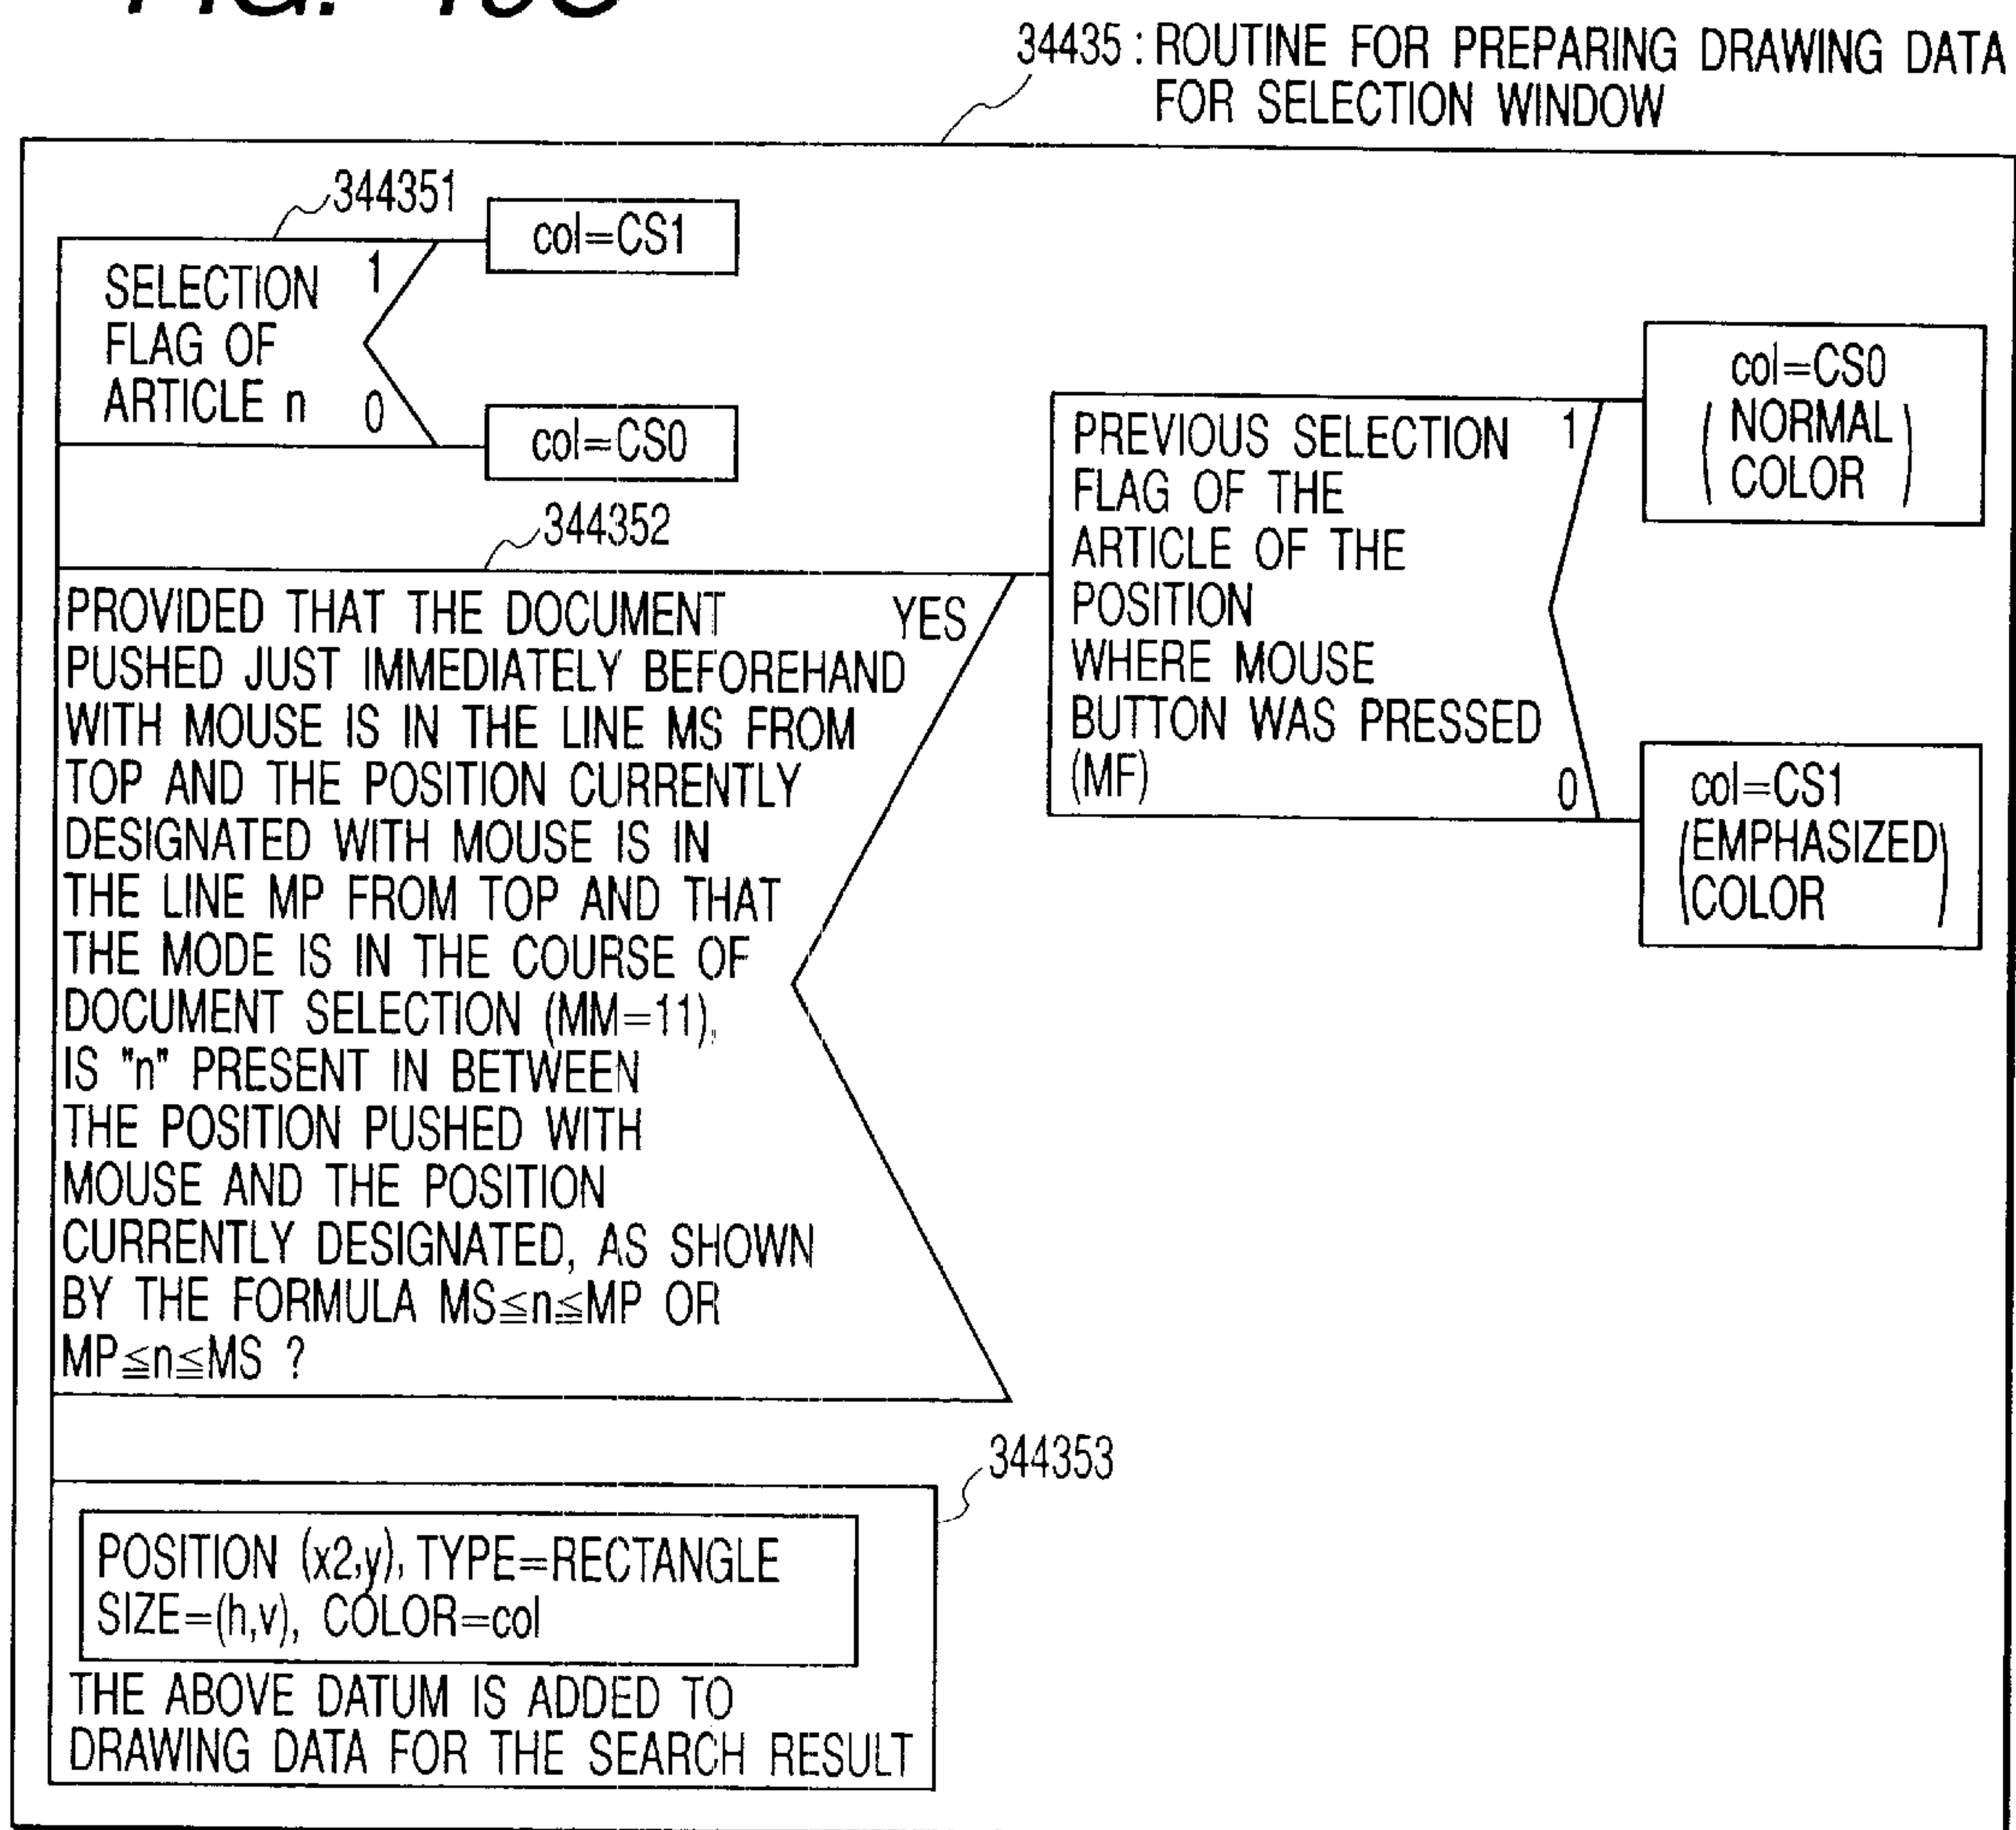 34435 : ROUTINE FOR PREPARING DRAWING DATA
FOR SELECTION WINDOW
344351
col=CS1
SELECTION
FLAG OF
ARTICLE n
1
0
col=CS0
344352
PROVIDED THAT THE DOCUMENT
PUSHED JUST IMMEDIATELY BEFOREHAND
WITH MOUSE IS IN THE LINE MS FROM
TOP AND THE POSITION CURRENTLY
DESIGNATED WITH MOUSE IS IN
THE LINE MP FROM TOP AND THAT
THE MODE IS IN THE COURSE OF
DOCUMENT SELECTION (MM=11),
IS "n" PRESENT IN BETWEEN
THE POSITION PUSHED WITH
MOUSE AND THE POSITION
CURRENTLY DESIGNATED, AS SHOWN
BY THE FORMULA MS≦n≦MP OR
MP≦n≦MS ?
YES
PREVIOUS SELECTION
FLAG OF THE
ARTICLE OF THE
POSITION
WHERE MOUSE
BUTTON WAS PRESSED
(MF)
1
0
col=CS0
(NORMAL
COLOR)
col=CS1
(EMPHASIZED
COLOR)
344353
POSITION (x2,y), TYPE=RECTANGLE
SIZE=(h,v), COLOR=col
THE ABOVE DATUM IS ADDED TO
DRAWING DATA FOR THE SEARCH RESULT